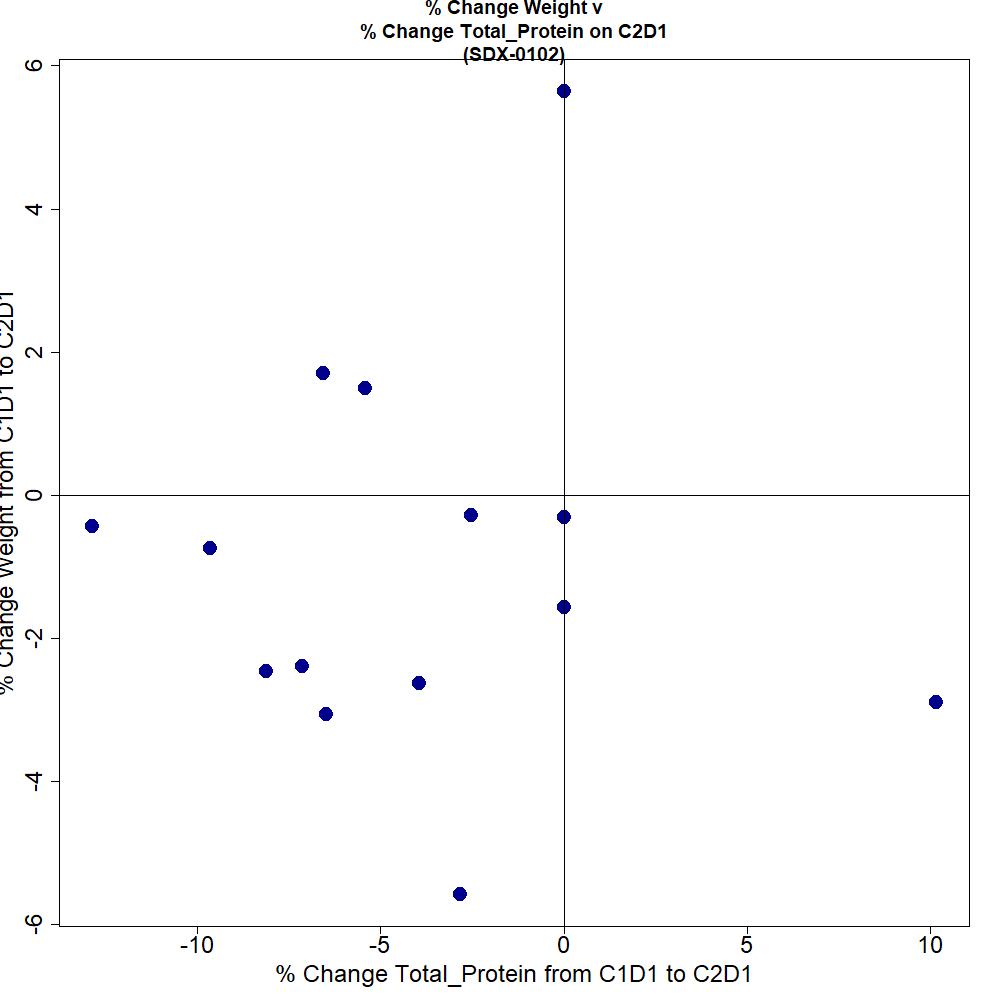 % Change Weight v
% Change Total_Protein on C2D1
(SDX-0102)
6
4
2
0
-2
-4
-6
% Change Weight from C1D1 to C2D1
-10
-5
0
5
10
% Change Total_Protein from C1D1 to C2D1